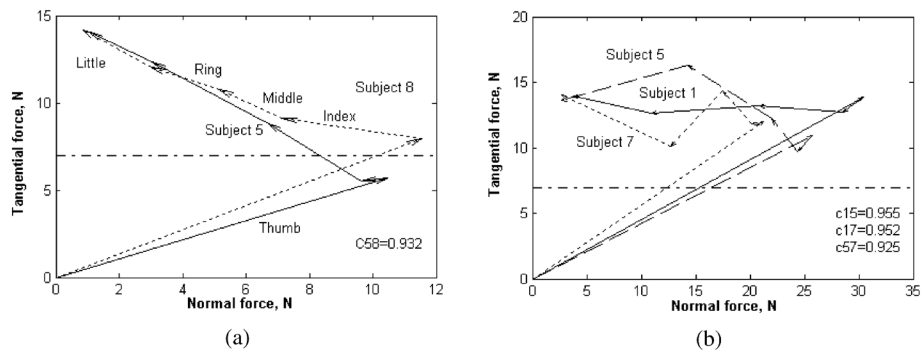 15
10
5
0
Tangential force, N
Little
Ring
Middle
Index
Subject 8
Subject 5
Thumb
C58=0.932
0 2 4 6 8 10 12
Normal force, N
(a)
20
15
10
5
0
Tangential force, N
Subject 5
Subject 1
Subject 7
c15=0.955
c17=0.952
c57=0.925
0 5 10 15 20 25 30 35
Normal force, N
(b)